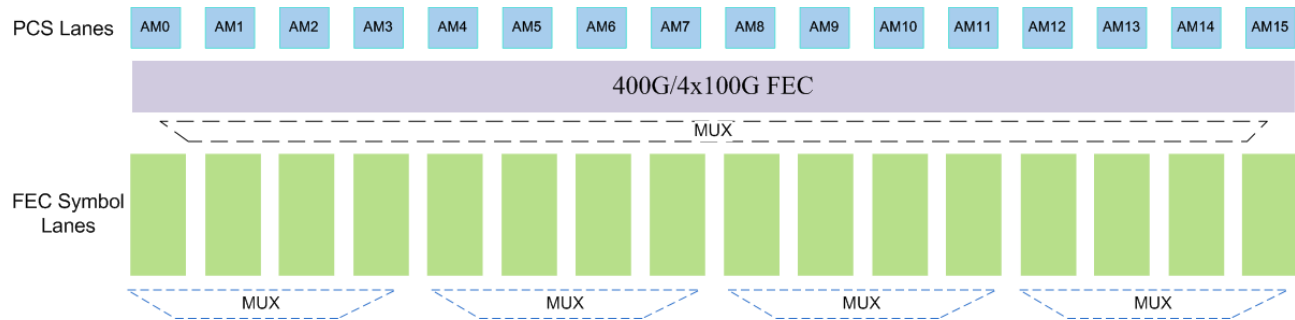 PCS Lanes AM0 AM1 AM2 AM3 AM4 AM5 AM6 AM7 AM8 AM9 AM10 AM11 AM12 AM13 AM14 AM15
400G/4x100G FEC
MUX
FEC Symbol
Lanes
MUX MUX MUX MUX